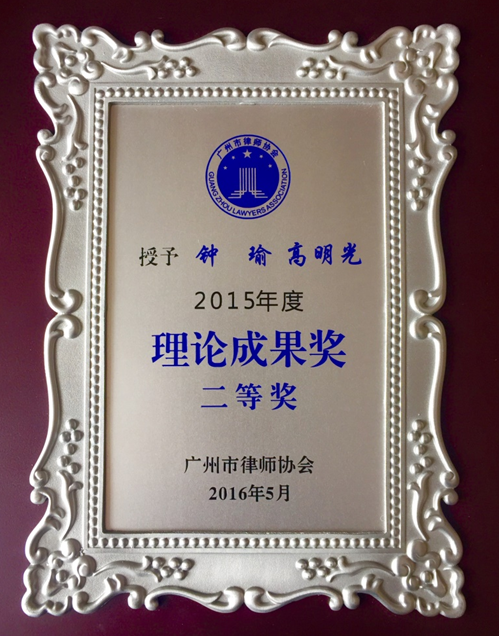 广州市律师协会
GUANGZHOU LAWYERS ASSOCIATION
授予 钟 瑜 高明光
2015年度
理论成果奖
二等奖
广州市律师协会
2016年5月